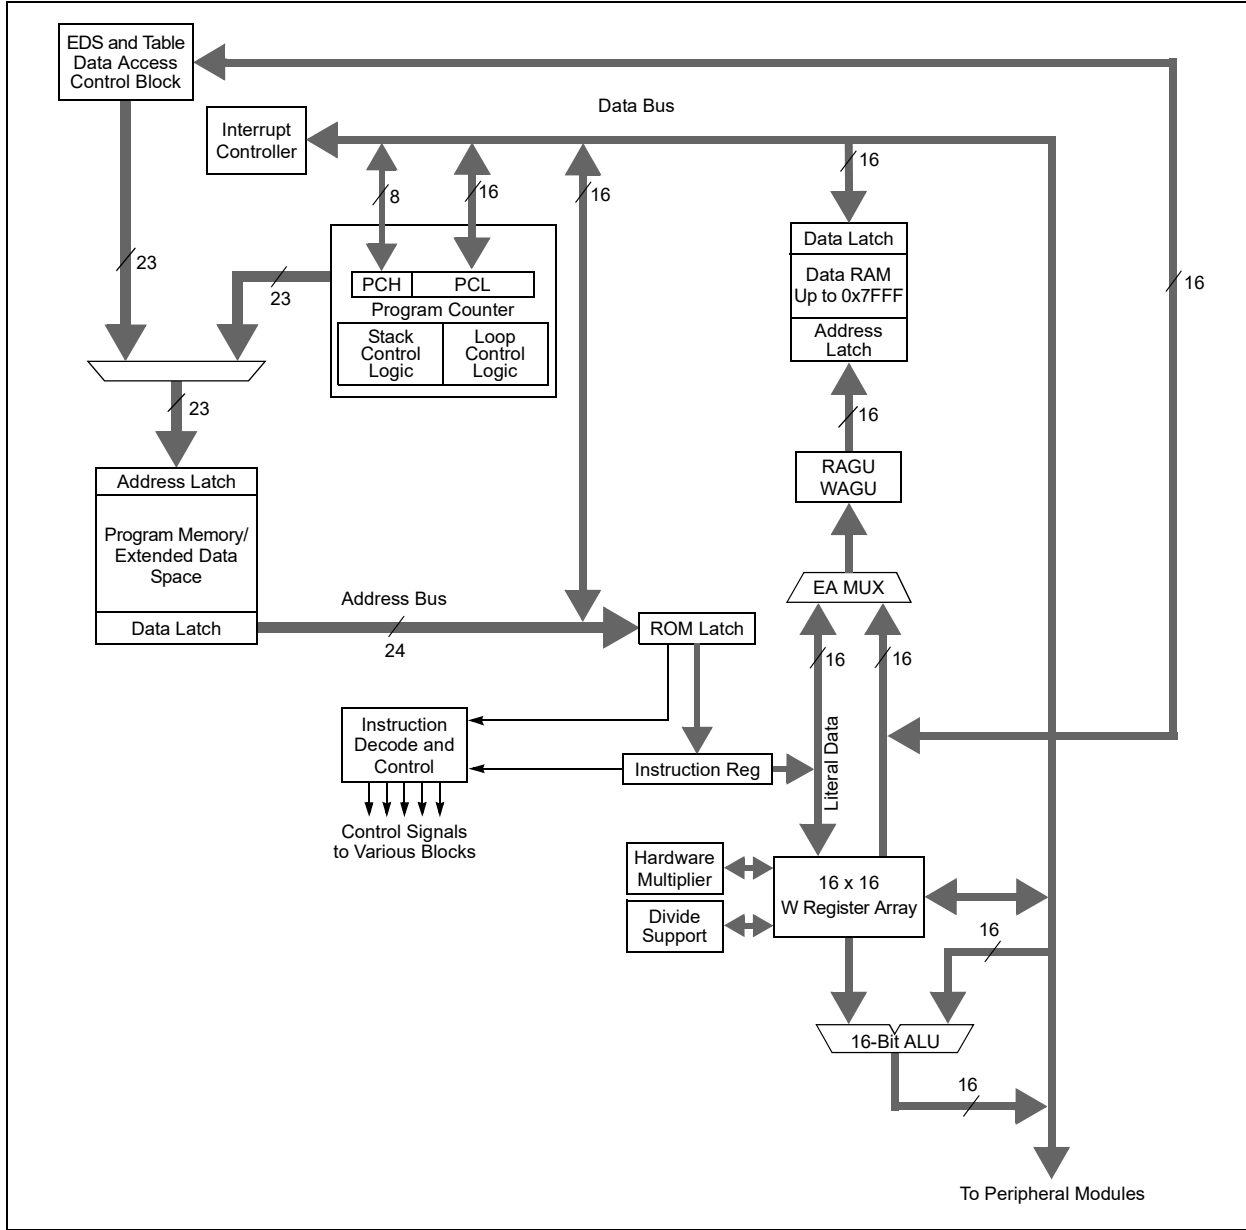 EDS and Table
Data Access
Control Block
Data Bus
Interrupt
Controller
8
16
16
16
23
23
16
PCH
PCL
Program Counter
Stack
Control
Logic
Loop
Control
Logic
Data Latch
Data RAM
Up to 0x7FFF
Address
Latch
23
16
RAGU
WAGU
Address Latch
Program Memory/
Extended Data
Space
Data Latch
Address Bus
24
ROM Latch
EA MUX
16
16
Instruction
Decode and
Control
Instruction Reg
Literal Data
Control Signals
to Various Blocks
Hardware
Multiplier
Divide
Support
16 x 16
W Register Array
16
16-Bit ALU
16
To Peripheral Modules